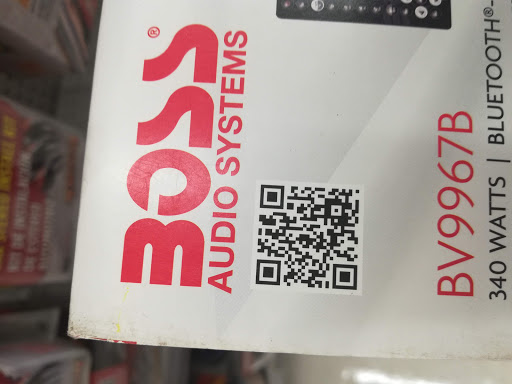 BOSS®
AUDIO SYSTEMS
BV9967B
340 WATTS | BLUETOOTH®-